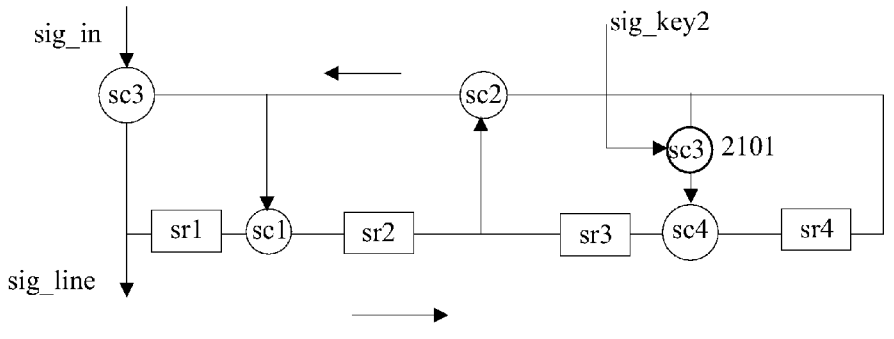 sig_in
sig_key2
sc3
sc2
sc3 2101
sr1
sc1
sr2
sr3
sc4
sr4
sig_line